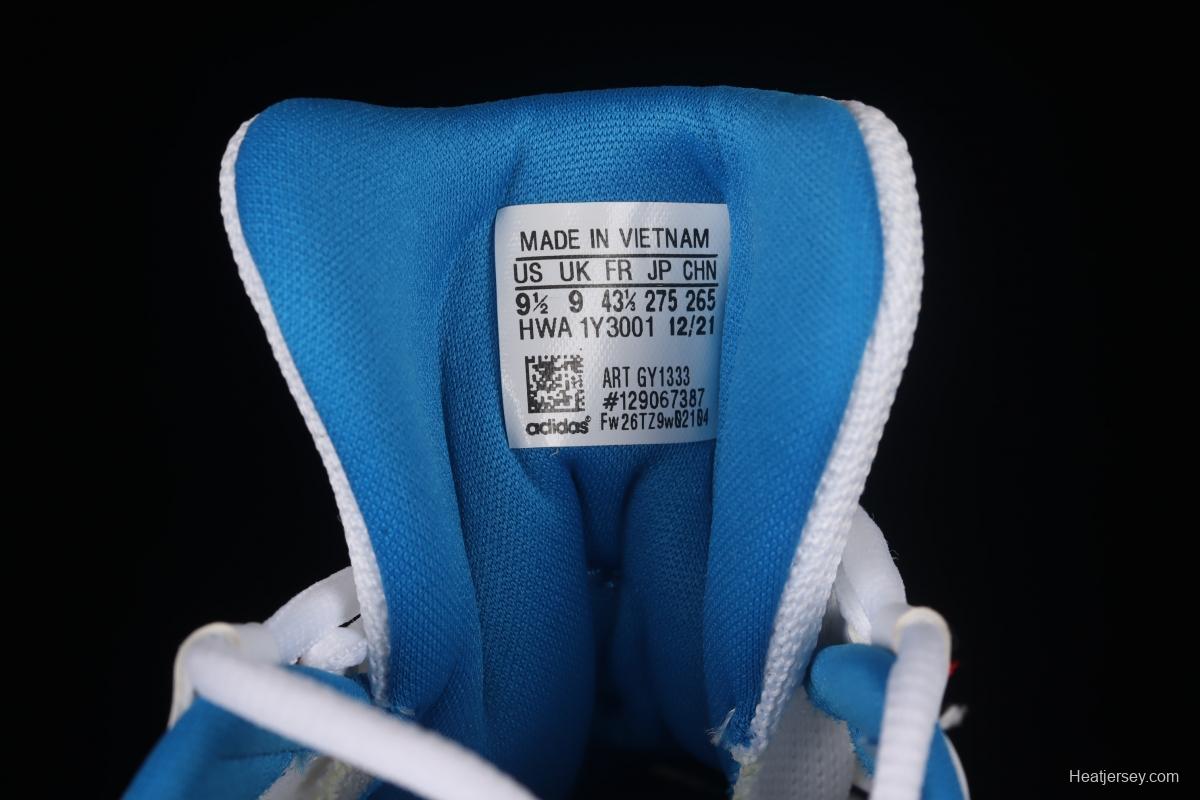 MADE IN VIETNAM
US UK FR JP CHN
9½ 9 43⅓ 275 265
HWA 1Y3001 12/21
ART GY1333
#129067387
adidas® Fw26TZ9w02104
Heatjersey.com